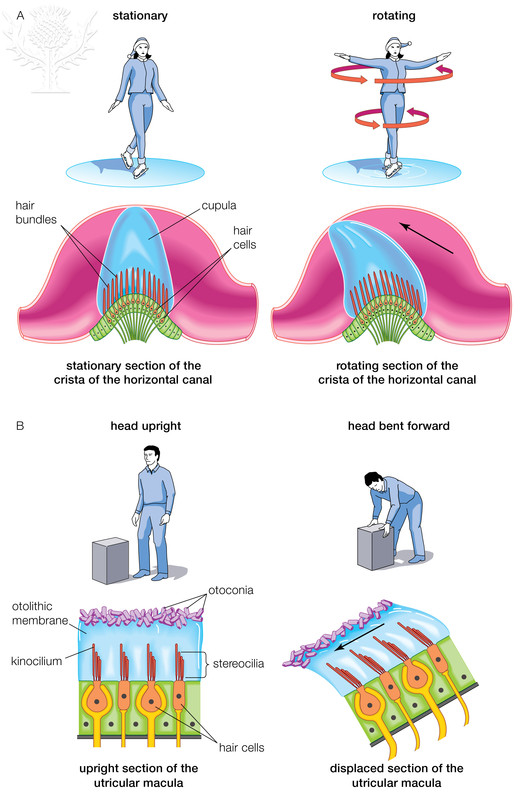 A
stationary
rotating
hair
bundles
cupula
hair
cells
stationary section of the
crista of the horizontal canal
rotating section of the
crista of the horizontal canal
B
head upright
head bent forward
otoconia
otolithic
membrane
kinocilium
stereocilia
hair cells
upright section of the
utricular macula
displaced section of the
utricular macula